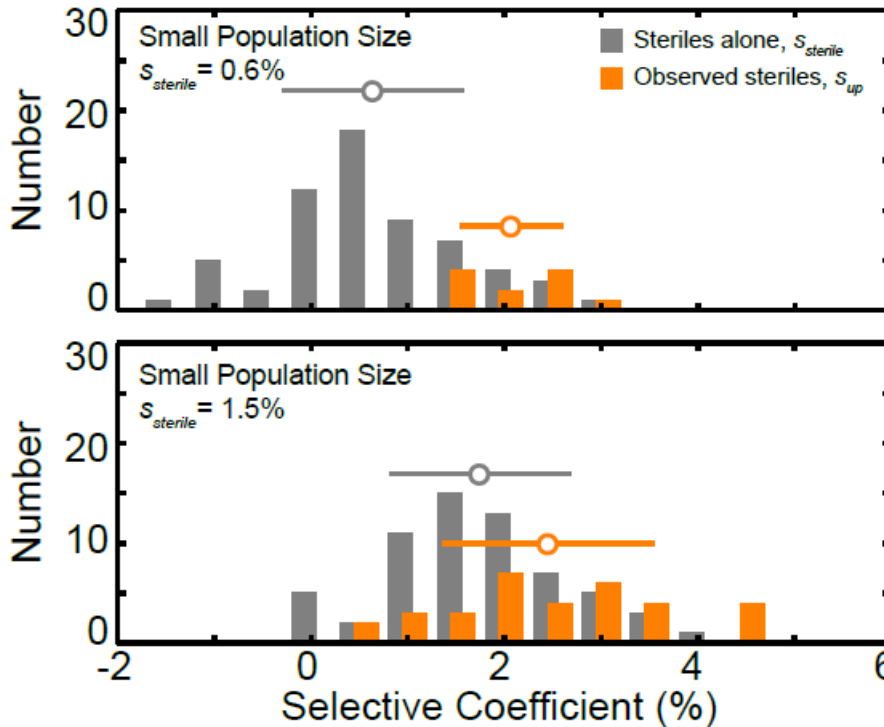 30
20
10
0
Number
Small Population Size
s_sterile = 0.6%
Steriles alone, s_sterile
Observed steriles, s_up
30
20
10
0
Number
Small Population Size
s_sterile = 1.5%
-2 0 2 4 6
Selective Coefficient (%)